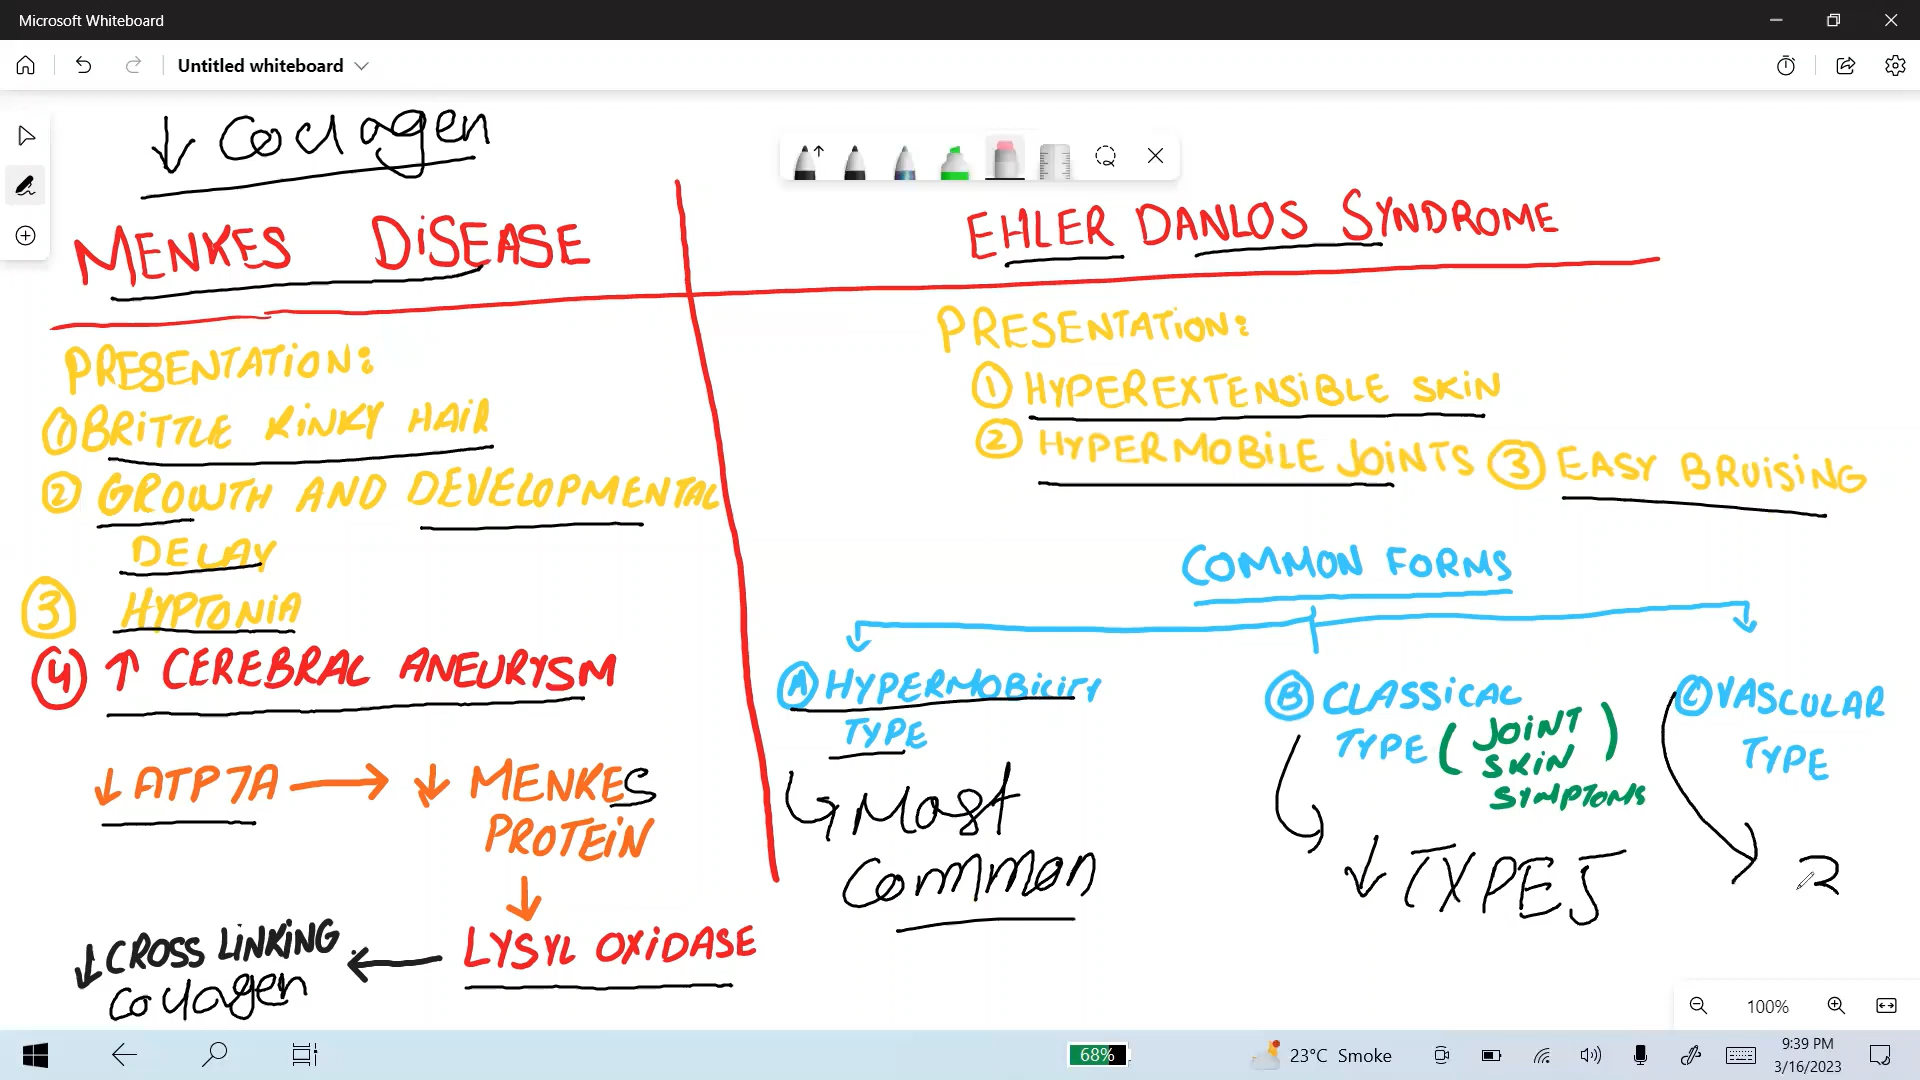 Microsoft Whiteboard
Untitled whiteboard
↓ Collagen
MENKES DISEASE
PRESENTATION:
① BRITTLE KINKY HAIR
② GROWTH AND DEVELOPMENTAL
DELAY
③ HYPTONIA
④ ↑ CEREBRAL ANEURYSM
↓ ATP7A → ↓ MENKES
PROTEIN
↓
LYSYL OXIDASE
← ↓ CROSS LINKING
Collagen
EHLER DANLOS SYNDROME
PRESENTATION:
① HYPEREXTENSIBLE SKIN
② HYPERMOBILE JOINTS ③ EASY BRUISING
COMMON FORMS
Ⓐ HYPERMOBILITY
TYPE
Most
Common
Ⓑ CLASSICAL
TYPE (JOINT
SKIN
SYMPTOMS)
↓ TYPE 5
Ⓒ VASCULAR
TYPE
100%
68%
23°C Smoke
9:39 PM
3/16/2023